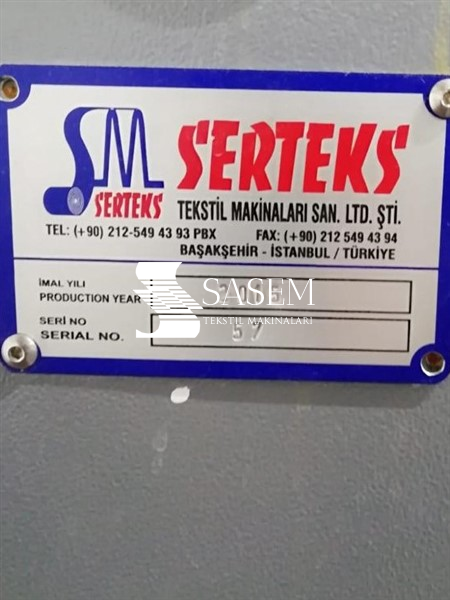 SM
SERTEKS
SERTEKS
TEKSTİL MAKİNALARI SAN. LTD. ŞTİ.
TEL: (+90) 212-549 43 93 PBX FAX: (+90) 212 549 43 94
BAŞAKŞEHİR - İSTANBUL / TÜRKİYE
İMAL YILI
PRODUCTION YEAR
SASEM
TEKSTİL MAKİNALARI
SERİ NO
SERIAL NO. 57